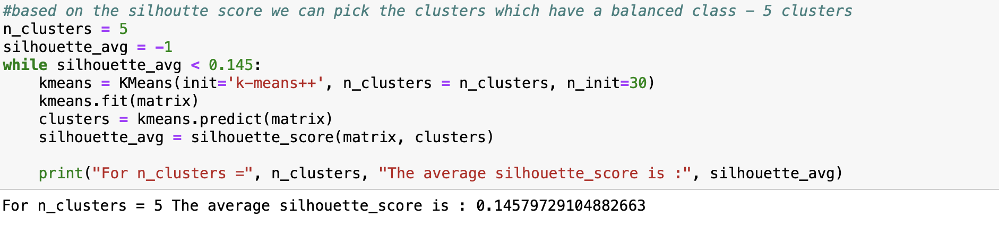 #based on the silhoutte score we can pick the clusters which have a balanced class – 5 clusters
n_clusters = 5
silhouette_avg = -1
while silhouette_avg < 0.145:
    kmeans = KMeans(init='k-means++', n_clusters = n_clusters, n_init=30)
    kmeans.fit(matrix)
    clusters = kmeans.predict(matrix)
    silhouette_avg = silhouette_score(matrix, clusters)
    print("For n_clusters =", n_clusters, "The average silhouette_score is :", silhouette_avg)
For n_clusters = 5 The average silhouette_score is : 0.14579729104882663